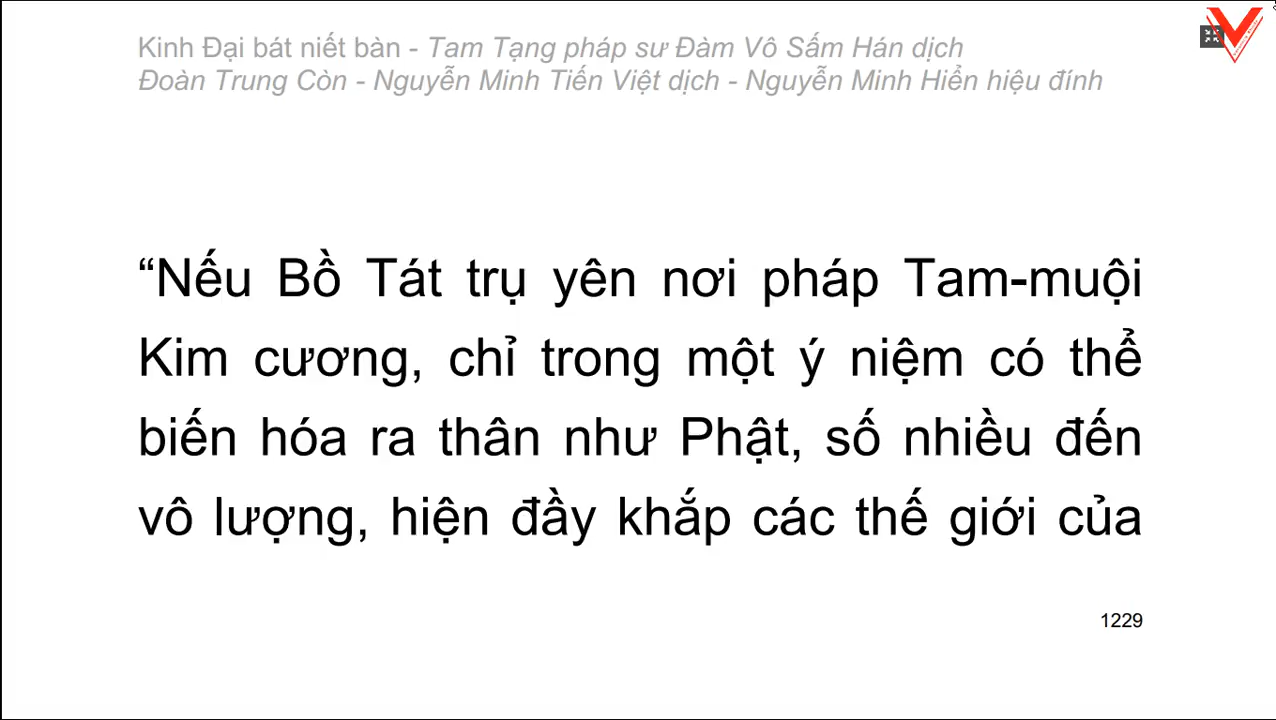 Kinh Đại bát niết bàn - Tam Tạng pháp sư Đàm Vô Sấm Hán dịch
Đoàn Trung Còn - Nguyễn Minh Tiến Việt dịch - Nguyễn Minh Hiển hiệu đính
“Nếu Bồ Tát trụ yên nơi pháp Tam-muội
Kim cương, chỉ trong một ý niệm có thể
biến hóa ra thân như Phật, số nhiều đến
vô lượng, hiện đầy khắp các thế giới của
1229